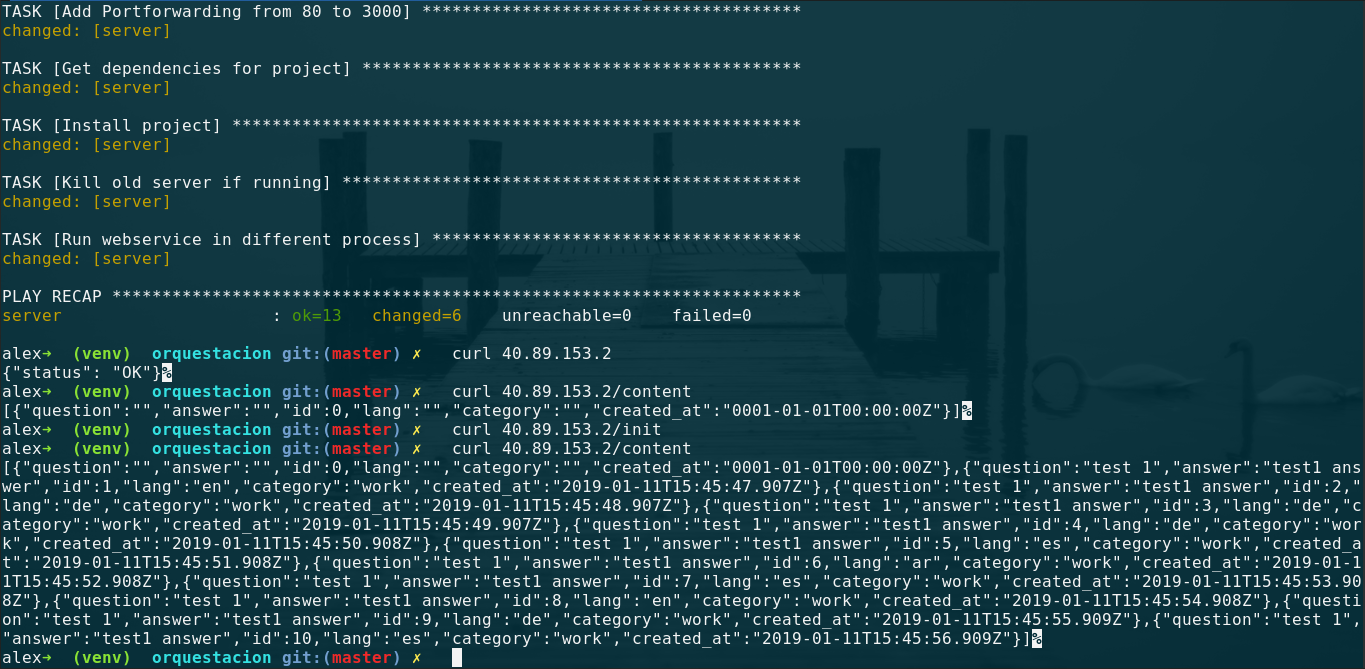 TASK [Add Portforwarding from 80 to 3000] **************************************
changed: [server]
TASK [Get dependencies for project] ********************************************
changed: [server]
TASK [Install project] *********************************************************
changed: [server]
TASK [Kill old server if running] **********************************************
changed: [server]
TASK [Run webservice in different process] *************************************
changed: [server]
PLAY RECAP *********************************************************************
server                     : ok=13   changed=6    unreachable=0    failed=0
alex→  (venv)  orquestacion git:(master) ✗   curl 40.89.153.2
{"status": "OK"}%
alex→  (venv)  orquestacion git:(master) ✗   curl 40.89.153.2/content
[{"question":"","answer":"","id":0,"lang":"","category":"","created_at":"0001-01-01T00:00:00Z"}]%
alex→  (venv)  orquestacion git:(master) ✗   curl 40.89.153.2/init
alex→  (venv)  orquestacion git:(master) ✗   curl 40.89.153.2/content
[{"question":"","answer":"","id":0,"lang":"","category":"","created_at":"0001-01-01T00:00:00Z"},{"question":"test 1","answer":"test1 ans
wer","id":1,"lang":"en","category":"work","created_at":"2019-01-11T15:45:47.907Z"},{"question":"test 1","answer":"test1 answer","id":2,"
lang":"de","category":"work","created_at":"2019-01-11T15:45:48.907Z"},{"question":"test 1","answer":"test1 answer","id":3,"lang":"de","c
ategory":"work","created_at":"2019-01-11T15:45:49.907Z"},{"question":"test 1","answer":"test1 answer","id":4,"lang":"de","category":"wor
k","created_at":"2019-01-11T15:45:50.908Z"},{"question":"test 1","answer":"test1 answer","id":5,"lang":"es","category":"work","created_a
t":"2019-01-11T15:45:51.908Z"},{"question":"test 1","answer":"test1 answer","id":6,"lang":"ar","category":"work","created_at":"2019-01-1
1T15:45:52.908Z"},{"question":"test 1","answer":"test1 answer","id":7,"lang":"es","category":"work","created_at":"2019-01-11T15:45:53.90
8Z"},{"question":"test 1","answer":"test1 answer","id":8,"lang":"en","category":"work","created_at":"2019-01-11T15:45:54.908Z"},{"questi
on":"test 1","answer":"test1 answer","id":9,"lang":"de","category":"work","created_at":"2019-01-11T15:45:55.909Z"},{"question":"test 1",
"answer":"test1 answer","id":10,"lang":"es","category":"work","created_at":"2019-01-11T15:45:56.909Z"}]%
alex→  (venv)  orquestacion git:(master) ✗